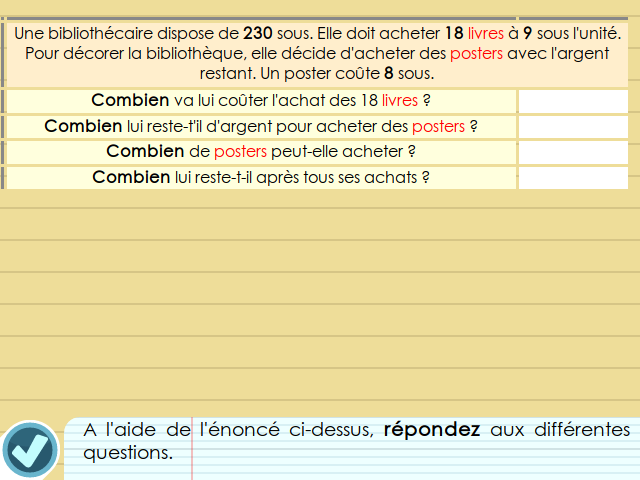 Une bibliothécaire dispose de 230 sous. Elle doit acheter 18 livres à 9 sous l'unité.
Pour décorer la bibliothèque, elle décide d'acheter des posters avec l'argent
restant. Un poster coûte 8 sous.
Combien va lui coûter l'achat des 18 livres ?
Combien lui reste-t'il d'argent pour acheter des posters ?
Combien de posters peut-elle acheter ?
Combien lui reste-t-il après tous ses achats ?
A l'aide de l'énoncé ci-dessus, répondez aux différentes
questions.